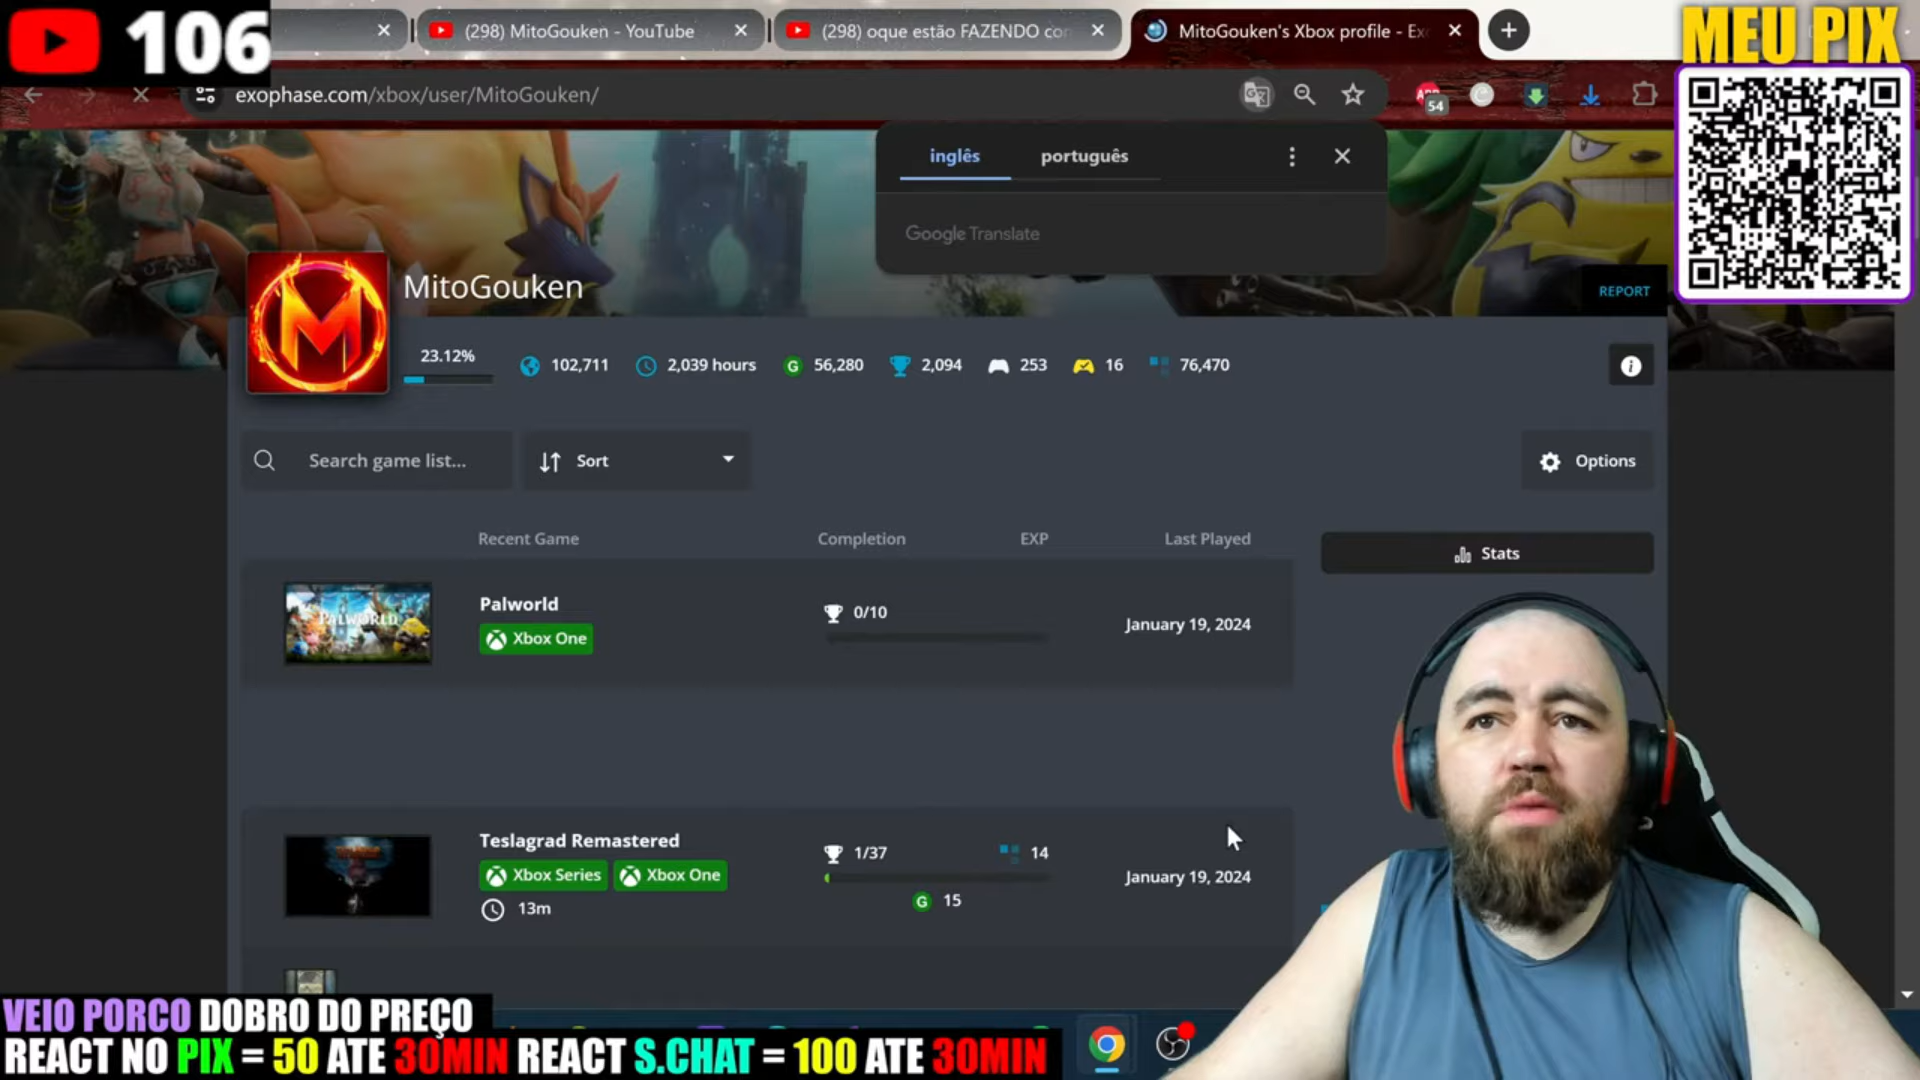 106
(298) MitoGouken - YouTube
(298) oque estão FAZENDO co
MitoGouken's Xbox profile - Ex
MEU PIX
exophase.com/xbox/user/MitoGouken/
54
inglês
português
Google Translate
MitoGouken
REPORT
23.12%
102,711
2,039 hours
G 56,280
2,094
253
16
76,470
Search game list...
Sort
Options
Recent Game
Completion
EXP
Last Played
Stats
PALWORLD
Palworld
Xbox One
0/10
January 19, 2024
Teslagrad Remastered
Xbox Series
Xbox One
13m
1/37
14
G 15
January 19, 2024
VEIO PORCO DOBRO DO PREÇO
REACT NO PIX = 50 ATE 30MIN REACT S.CHAT = 100 ATE 30MIN